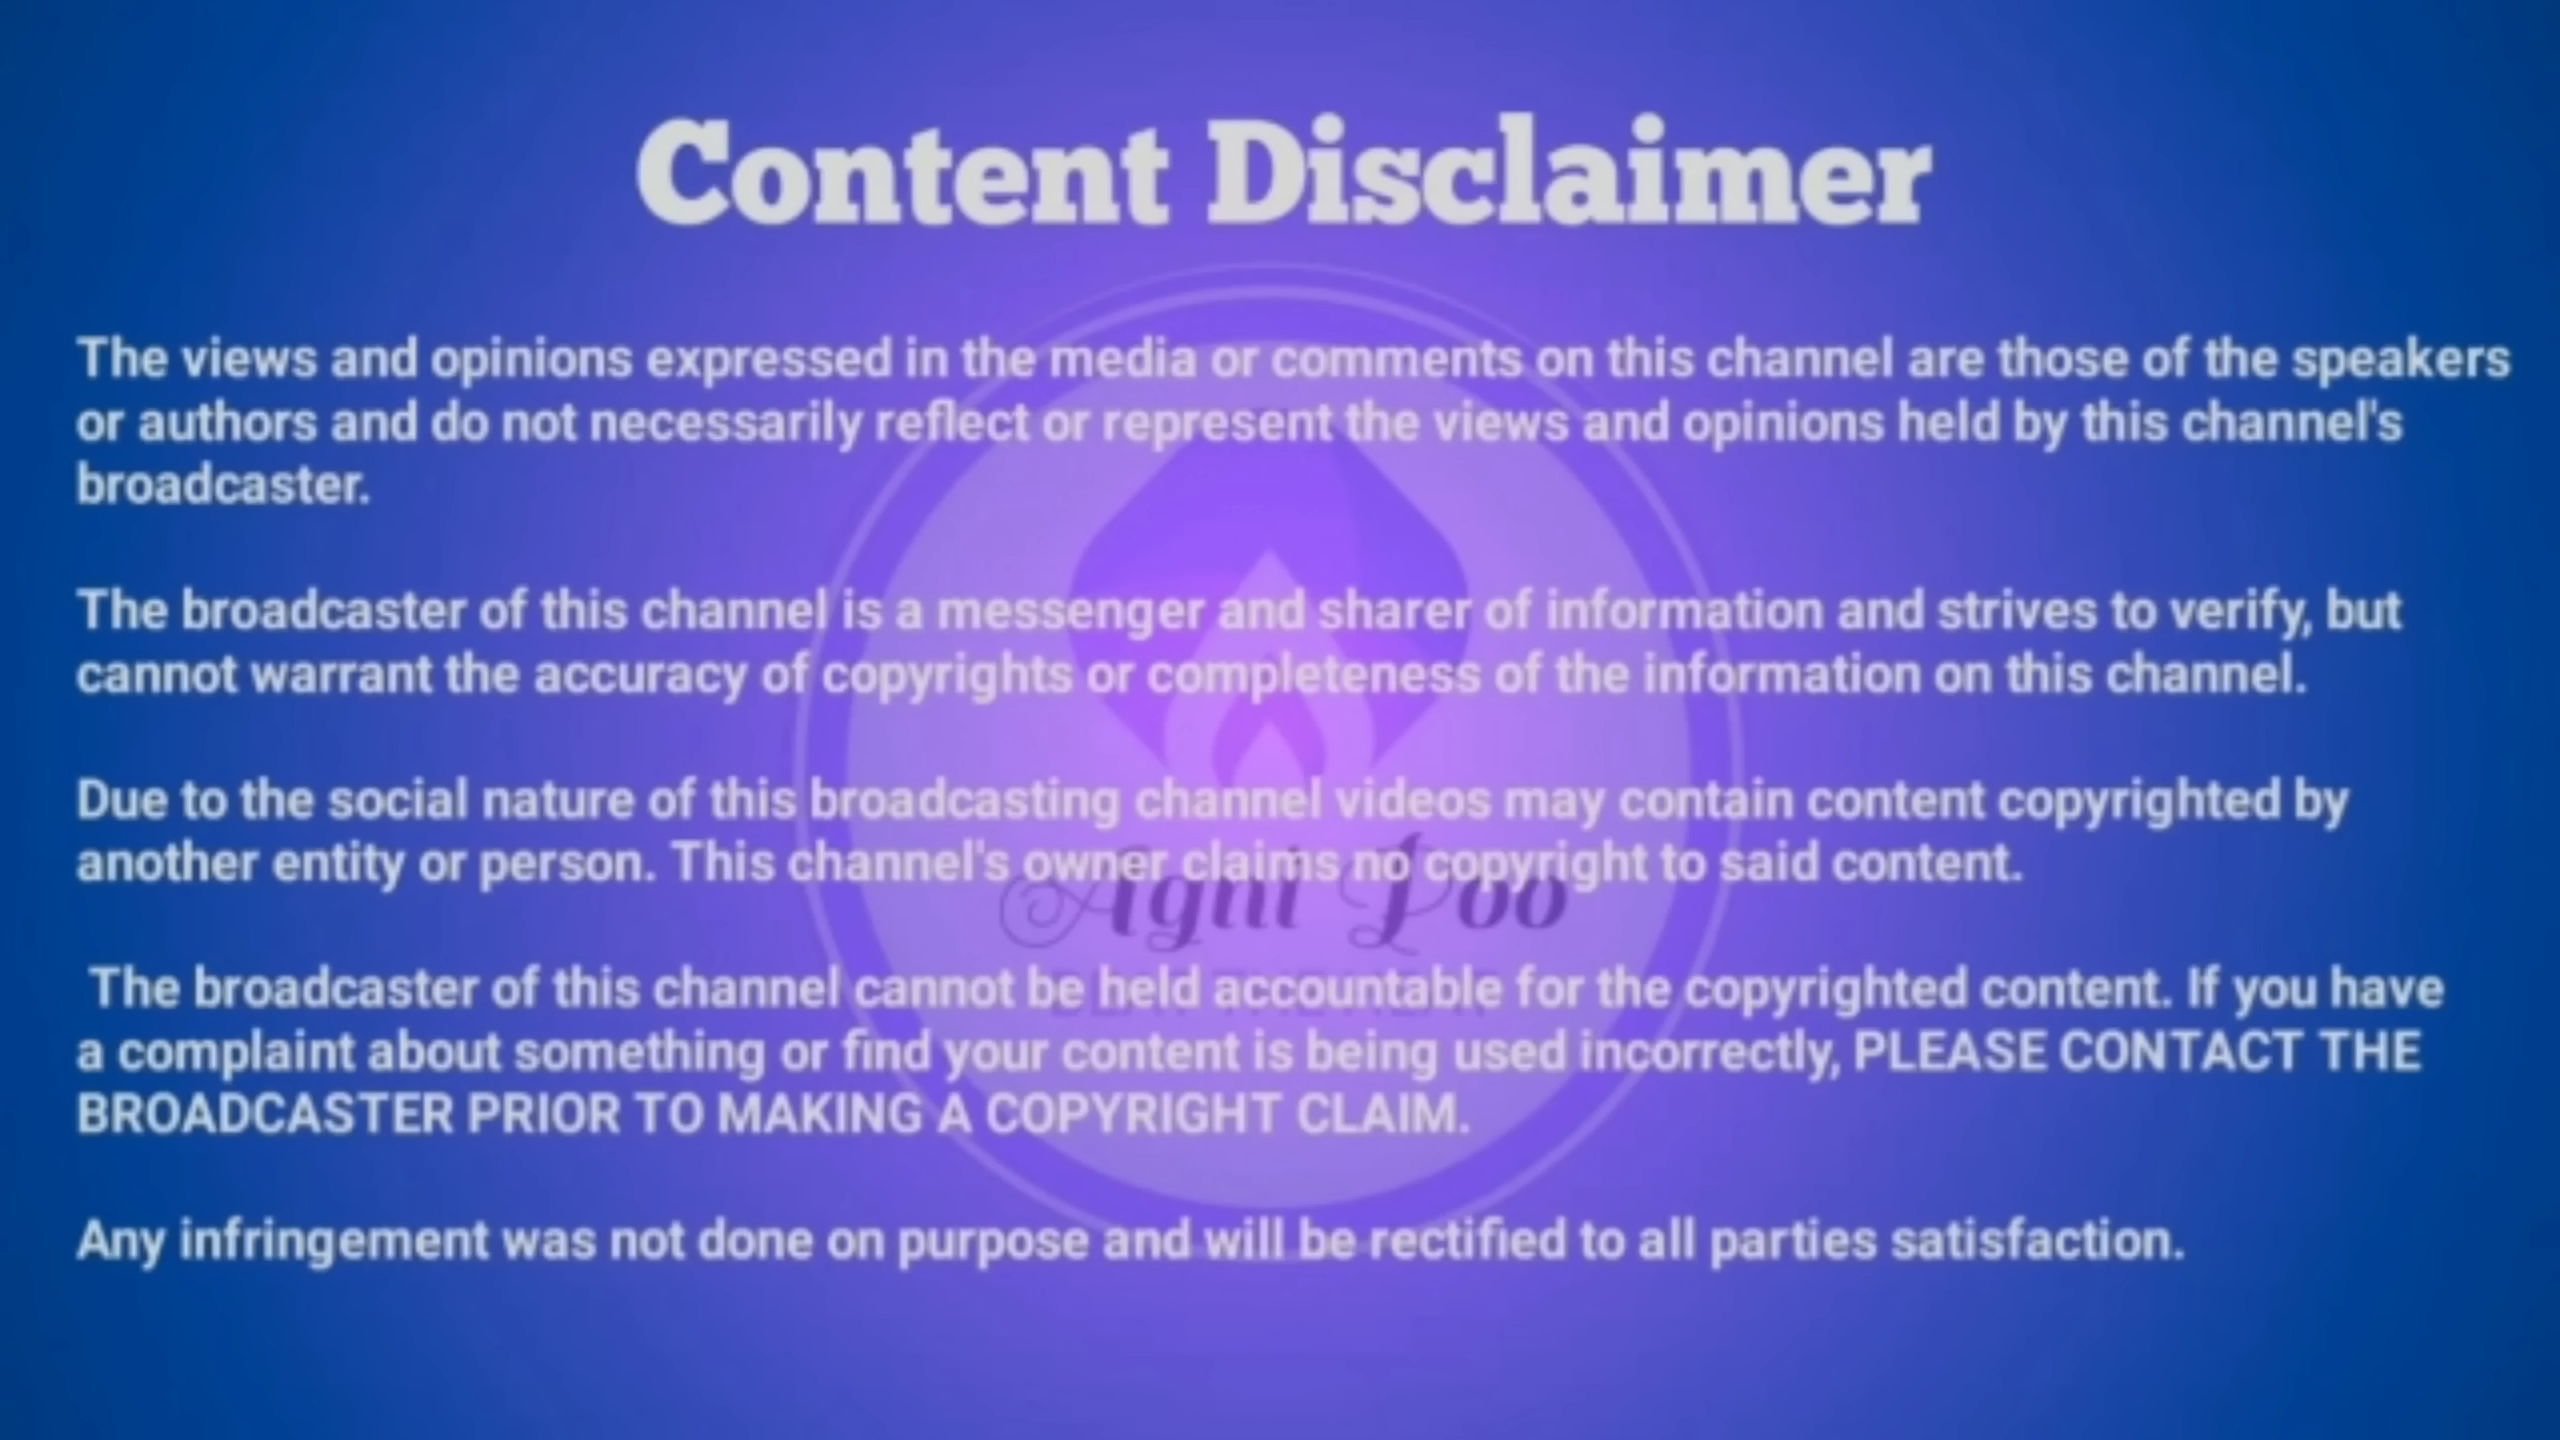 Content Disclaimer
The views and opinions expressed in the media or comments on this channel are those of the speakers
or authors and do not necessarily reflect or represent the views and opinions held by this channel's
broadcaster.
The broadcaster of this channel is a messenger and sharer of information and strives to verify, but
cannot warrant the accuracy of copyrights or completeness of the information on this channel.
Due to the social nature of this broadcasting channel videos may contain content copyrighted by
another entity or person. This channel's owner claims no copyright to said content.
Agni Poo
The broadcaster of this channel cannot be held accountable for the copyrighted content. If you have
a complaint about something or find your content is being used incorrectly, PLEASE CONTACT THE
BROADCASTER PRIOR TO MAKING A COPYRIGHT CLAIM.
Any infringement was not done on purpose and will be rectified to all parties satisfaction.